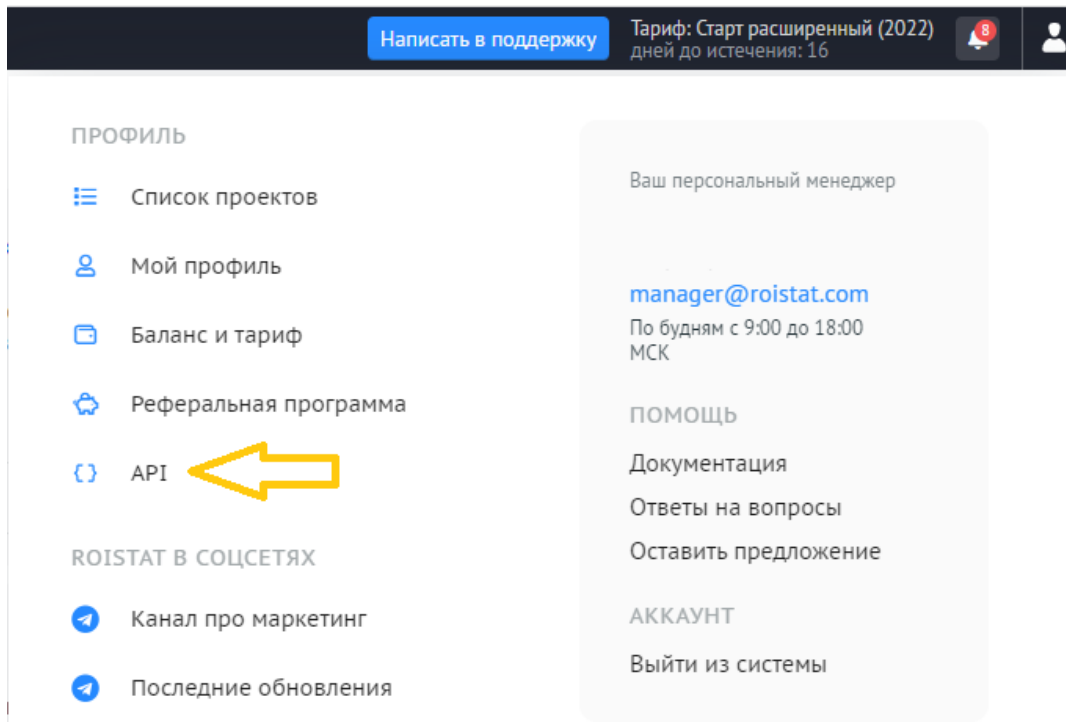 Написать в поддержку
Тариф: Старт расширенный (2022)
дней до истечения: 16
8
ПРОФИЛЬ
Список проектов
Мой профиль
Баланс и тариф
Реферальная программа
API
ROISTAT В СОЦСЕТЯХ
Канал про маркетинг
Последние обновления
Ваш персональный менеджер
manager@roistat.com
По будням с 9:00 до 18:00
МСК
ПОМОЩЬ
Документация
Ответы на вопросы
Оставить предложение
АККАУНТ
Выйти из системы